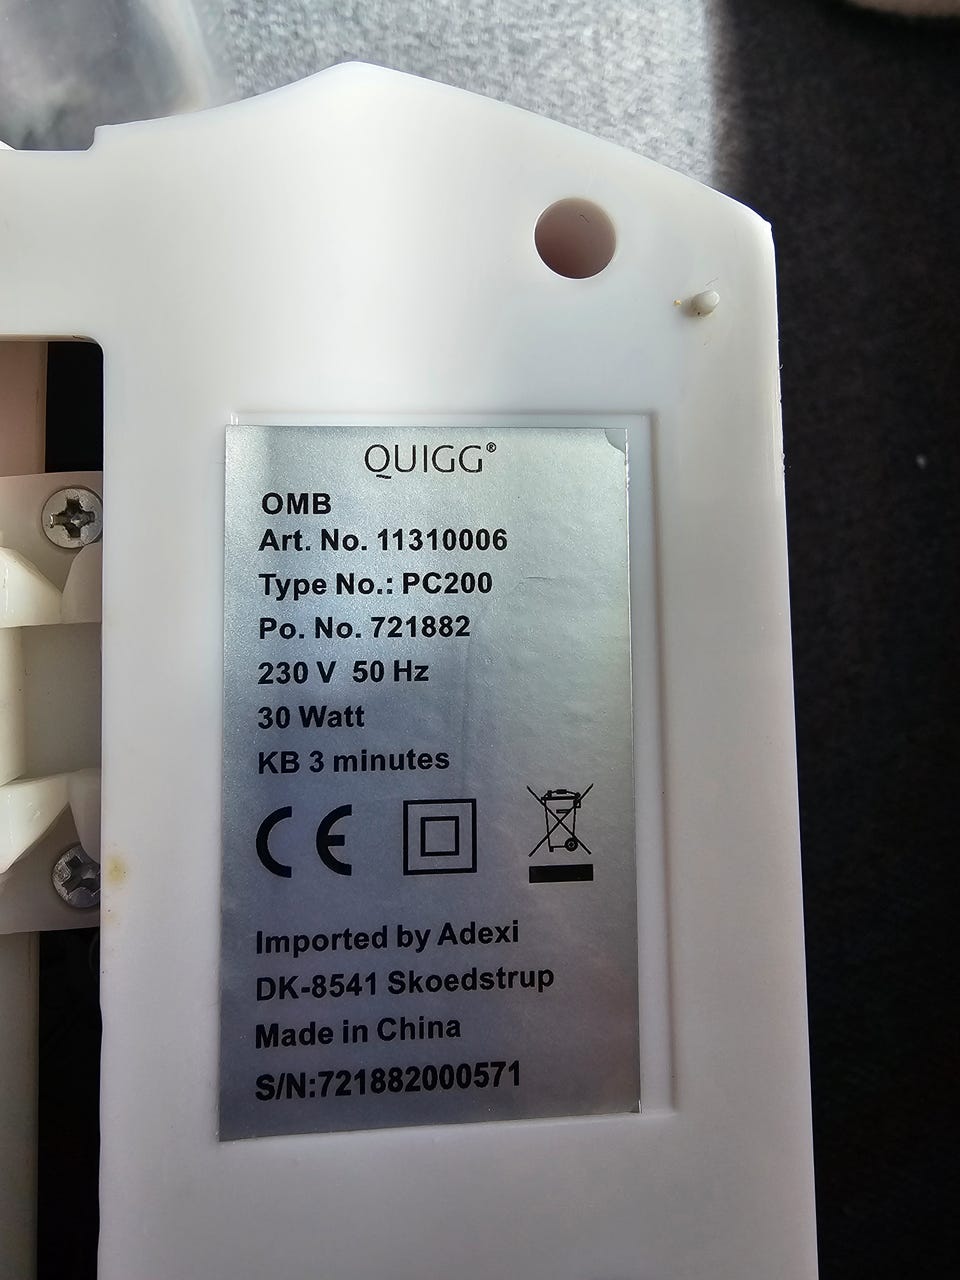 QUIGG®
OMB
Art. No. 11310006
Type No.: PC200
Po. No. 721882
230 V 50 Hz
30 Watt
KB 3 minutes
CE
Imported by Adexi
DK-8541 Skoedstrup
Made in China
S/N:721882000571